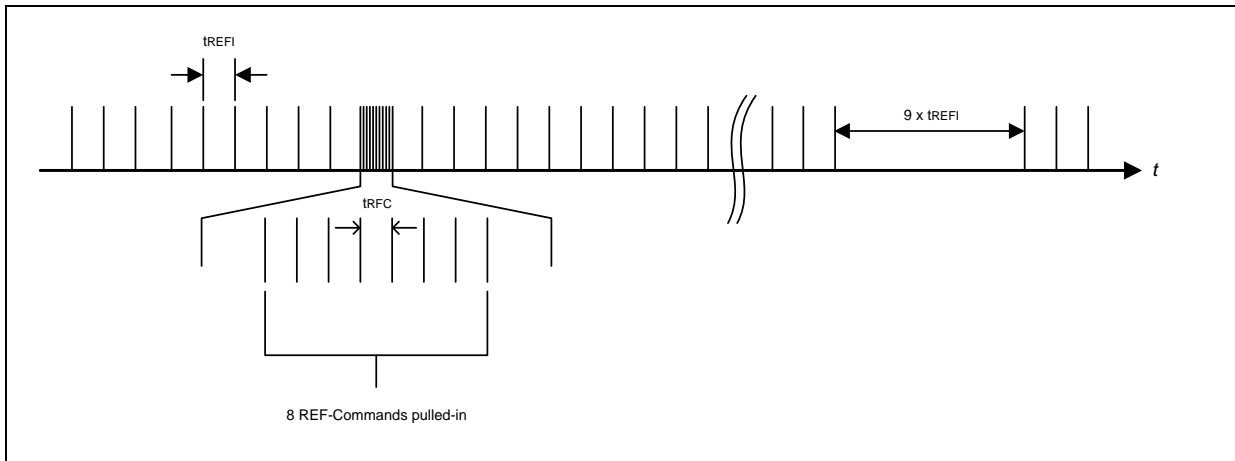 tREFI
9 x tREFI
t
tRFC
8 REF-Commands pulled-in